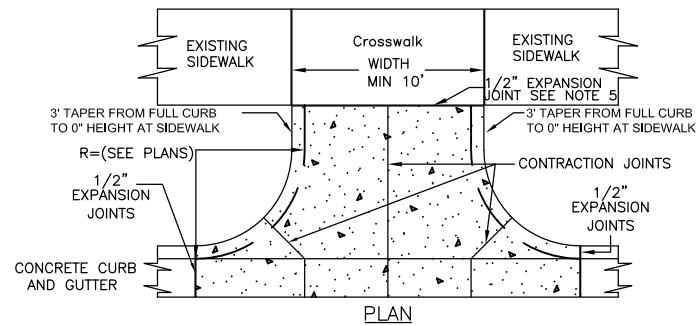 EXISTING
SIDEWALK
Crosswalk
WIDTH
MIN 10'
EXISTING
SIDEWALK
1/2" EXPANSION
JOINT SEE NOTE 5
3' TAPER FROM FULL CURB
TO 0" HEIGHT AT SIDEWALK
3' TAPER FROM FULL CURB
TO 0" HEIGHT AT SIDEWALK
R=(SEE PLANS)
CONTRACTION JOINTS
1/2"
EXPANSION
JOINTS
1/2"
EXPANSION
JOINTS
CONCRETE CURB
AND GUTTER
PLAN